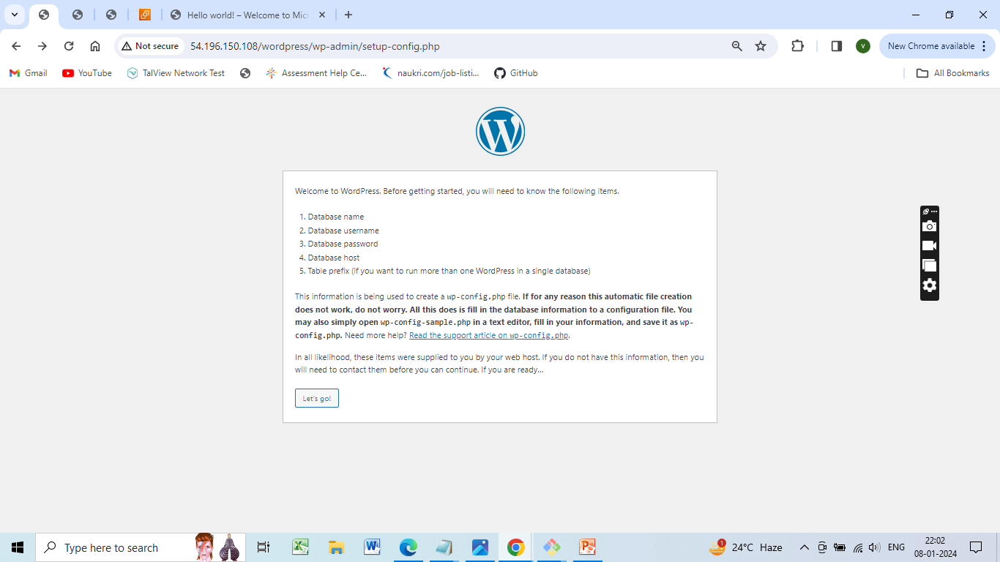 Hello world! – Welcome to Mic
Not secure
54.196.150.108/wordpress/wp-admin/setup-config.php
V
New Chrome available
Gmail
YouTube
TalView Network Test
Assessment Help Ce...
naukri.com/job-listi...
GitHub
All Bookmarks
Welcome to WordPress. Before getting started, you will need to know the following items.
1. Database name
2. Database username
3. Database password
4. Database host
5. Table prefix (if you want to run more than one WordPress in a single database)
This information is being used to create a wp-config.php file. If for any reason this automatic file creation
does not work, do not worry. All this does is fill in the database information to a configuration file. You
may also simply open wp-config-sample.php in a text editor, fill in your information, and save it as wp-
config.php. Need more help? Read the support article on wp-config.php.
In all likelihood, these items were supplied to you by your web host. If you do not have this information, then you
will need to contact them before you can continue. If you are ready...
Let's go!
Type here to search
1
24°C Haze
ENG
22:02
08-01-2024